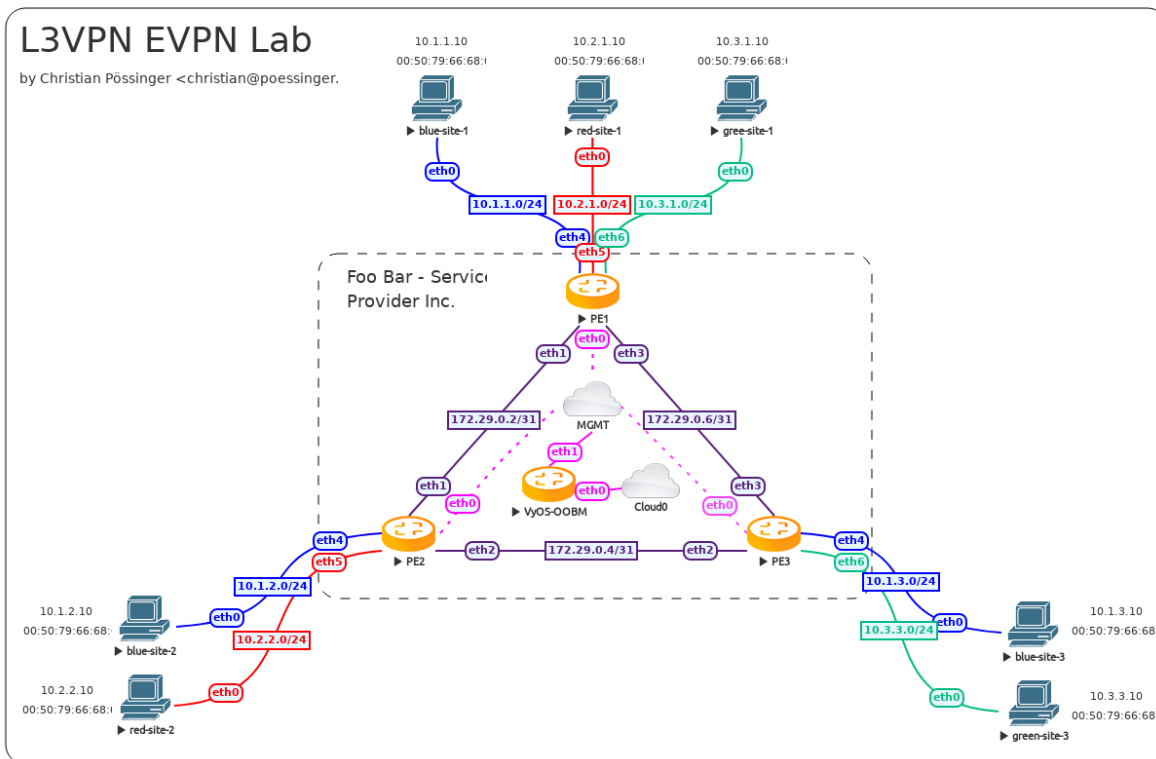 L3VPN EVPN Lab
by Christian Pössinger <christian@poessinger.
10.1.1.10
00:50:79:66:68:
blue-site-1
10.2.1.10
00:50:79:66:68:
red-site-1
10.3.1.10
00:50:79:66:68:
gree-site-1
eth0
eth0
eth0
10.1.1.0/24
10.2.1.0/24
10.3.1.0/24
eth4
eth5
eth6
Foo Bar - Servic
Provider Inc.
PE1
eth0
eth1
eth3
172.29.0.2/31
172.29.0.6/31
MGMT
eth1
eth0
VyOS-OOBM
Cloud0
eth1
eth0
eth3
eth0
PE2
eth2
172.29.0.4/31
eth2
PE3
eth4
eth5
10.1.2.0/24
10.2.2.0/24
eth0
eth0
10.1.2.10
00:50:79:66:68:
blue-site-2
10.2.2.10
00:50:79:66:68:
red-site-2
eth4
eth6
10.1.3.0/24
10.3.3.0/24
eth0
eth0
10.1.3.10
00:50:79:66:68
blue-site-3
10.3.3.10
00:50:79:66:68
green-site-3